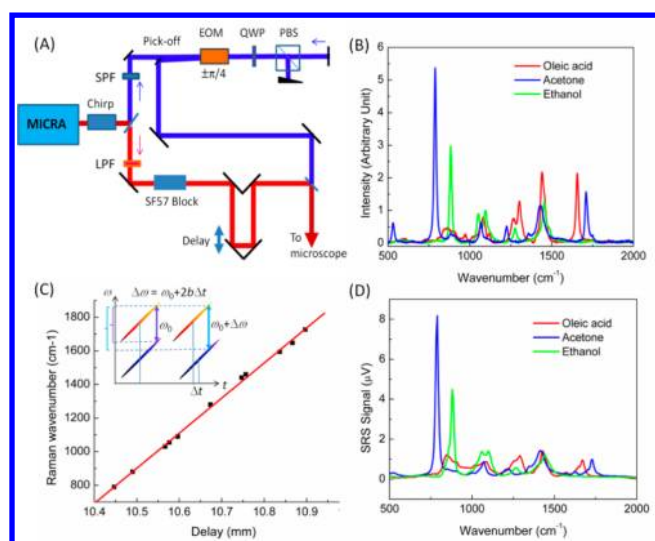 (A)
Pick-off
EOM
QWP
PBS
±π/4
SPF
Chirp
MICRA
LPF
SF57 Block
Delay
To
microscope
(B)
Intensity (Arbitrary Unit)
6
5
4
3
2
1
0
Oleic acid
Acetone
Ethanol
500
1000
1500
2000
Wavenumber (cm-1)
(C)
Raman wavenumber (cm-1)
1800
1600
1400
1200
1000
800
ω
Δω = ω0+2bΔt
ω0
ω0+Δω
Δt
t
10.4
10.5
10.6
10.7
10.8
10.9
Delay (mm)
(D)
SRS Signal (μV)
8
6
4
2
0
Oleic acid
Acetone
Ethanol
500
1000
1500
2000
Wavenumber (cm-1)